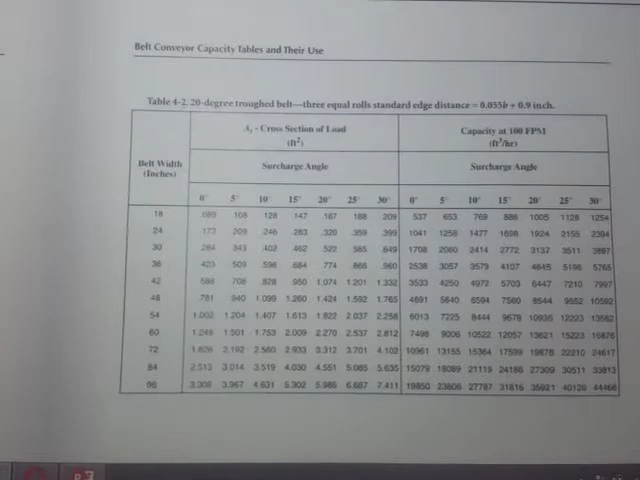 Belt Conveyor Capacity Tables and Their Use
Table 4-2. 20-degree troughed belt—three equal rolls standard edge distance = 0.055b + 0.9 inch.
Belt Width (Inches)
At - Cross Section of Load (ft²)
Capacity at 100 FPM (ft³/hr)
Surcharge Angle Surcharge Angle
0° 5° 10° 15° 20° 25° 30° 0° 5° 10° 15° 20° 25° 30°
18 .089 .108 .128 .147 .167 .188 .209 537 653 769 886 1005 1128 1254
24 .173 .209 .246 .283 .320 .359 .399 1041 1258 1477 1698 1924 2155 2394
30 .284 .343 .402 .462 .522 .585 .649 1708 2060 2414 2772 3137 3511 3897
36 .423 .509 .596 .684 .774 .866 .960 2538 3057 3579 4107 4645 5196 5765
42 .588 .708 .828 .950 1.074 1.201 1.332 3533 4250 4972 5703 6447 7210 7997
48 .781 .940 1.099 1.260 1.424 1.592 1.765 4691 5640 6594 7560 8544 9552 10592
54 1.002 1.204 1.407 1.613 1.822 2.037 2.258 6013 7225 8444 9678 10935 12223 13552
60 1.249 1.501 1.753 2.009 2.270 2.537 2.812 7498 9006 10522 12057 13621 15223 16876
72 1.826 2.192 2.560 2.933 3.312 3.701 4.102 10961 13155 15364 17599 19876 22210 24617
84 2.513 3.014 3.519 4.030 4.551 5.085 5.635 15079 18089 21119 24186 27309 30511 33813
96 3.308 3.967 4.631 5.302 5.986 6.687 7.411 19850 23806 27787 31816 35921 40128 44466